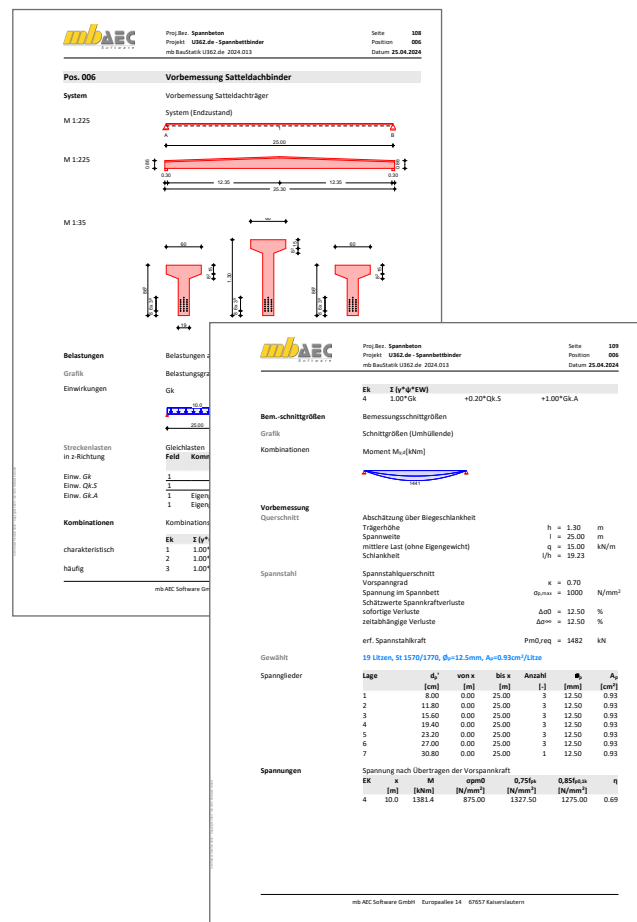 mbAEC Software
Proj.Bez. Spannbeton Seite 108
Projekt U362.de - Spannbettbinder Position 006
mb BauStatik U362.de 2024.013 Datum 25.04.2024
Pos. 006 Vorbemessung Satteldachbinder
System Vorbemessung Satteldachträger
System (Endzustand)
M 1:225
A B
25.00
M 1:225
0.86 0.86
0.30 0.30
12.35 12.35
25.30
M 1:35
60 60
1.30
19
Belastungen Belastungen a
Grafik Belastungsgra
Einwirkungen Gk
10.0
25.00
Streckenlasten Gleichlasten
in z-Richtung Feld Komm
Einw. Gk 1
Einw. Qk.S 1
Einw. Gk.A 1 Eigen
1 Eigen
Kombinationen Kombinations
Ek Σ (γ*
charakteristisch 1 1.00*
2 1.00*
häufig 3 1.00*
mb AEC Software Gm
mbAEC Software
Proj.Bez. Spannbeton Seite 109
Projekt U362.de - Spannbettbinder Position 006
mb BauStatik U362.de 2024.013 Datum 25.04.2024
Ek Σ (γ*ψ*EW)
4 1.00*Gk +0.20*Qk.S +1.00*Gk.A
Bem.-schnittgrößen Bemessungsschnittgrößen
Grafik Schnittgrößen (Umhüllende)
Kombinationen Moment My,d[kNm]
1441
Vorbemessung
Querschnitt Abschätzung über Biegeschlankheit
Trägerhöhe h = 1.30 m
Spannweite l = 25.00 m
mittlere Last (ohne Eigengewicht) q = 15.00 kN/m
Schlankheit l/h = 19.23
Spannstahl Spannstahlquerschnitt
Vorspanngrad κ = 0.70
Spannung im Spannbett σp,max = 1000 N/mm²
Schätzwerte Spannkraftverluste
sofortige Verluste Δσ0 = 12.50 %
zeitabhängige Verluste Δσ∞ = 12.50 %
erf. Spannstahlkraft Pm0,req = 1482 kN
Gewählt 19 Litzen, St 1570/1770, Øp=12.5mm, Ap=0.93cm²/Litze
Spannglieder Lage dp' von x bis x Anzahl Øp Ap
[cm] [m] [m] [-] [mm] [cm²]
1 8.00 0.00 25.00 3 12.50 0.93
2 11.80 0.00 25.00 3 12.50 0.93
3 15.60 0.00 25.00 3 12.50 0.93
4 19.40 0.00 25.00 3 12.50 0.93
5 23.20 0.00 25.00 3 12.50 0.93
6 27.00 0.00 25.00 3 12.50 0.93
7 30.80 0.00 25.00 1 12.50 0.93
Spannungen Spannung nach Übertragen der Vorspannkraft
EK x M σpm0 0,75fpk 0,85fp0,1k η
[m] [kNm] [N/mm²] [N/mm²] [N/mm²]
4 10.0 1381.4 875.00 1327.50 1275.00 0.69
mb AEC Software GmbH Europaallee 14 67657 Kaiserslautern